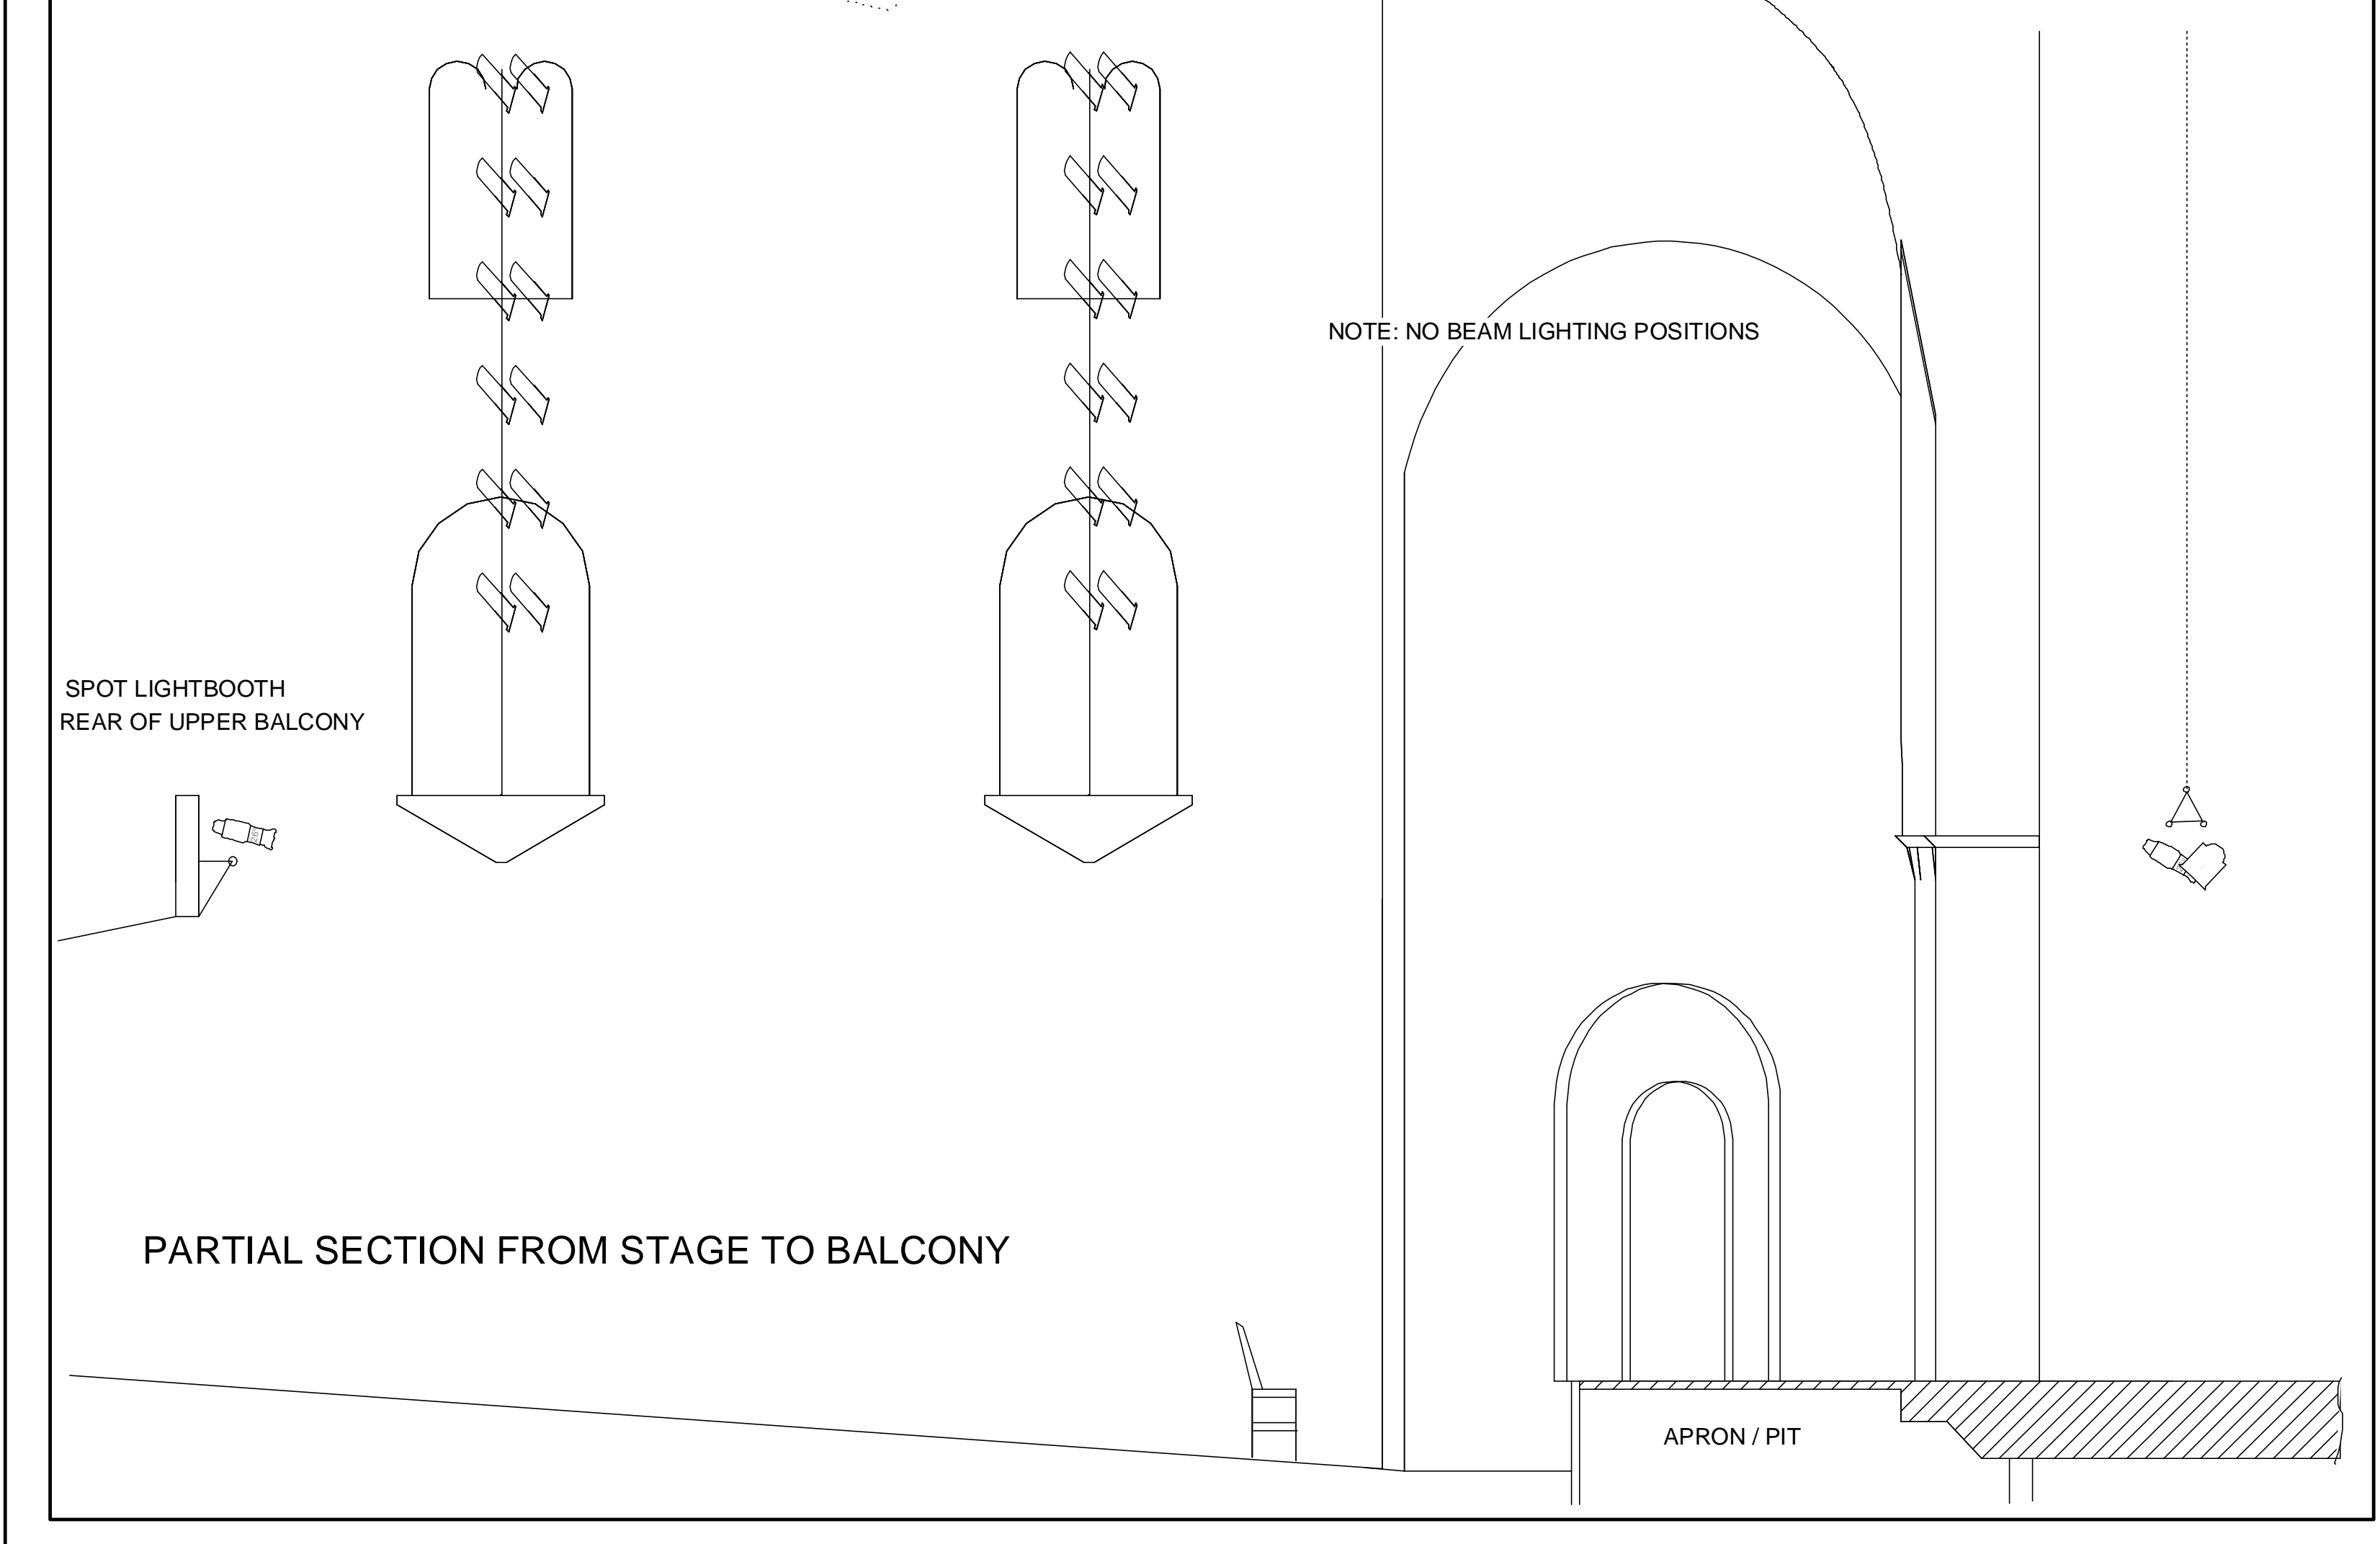 NOTE: NO BEAM LIGHTING POSITIONS
SPOT LIGHTBOOTH
REAR OF UPPER BALCONY
26°
PARTIAL SECTION FROM STAGE TO BALCONY
APRON / PIT